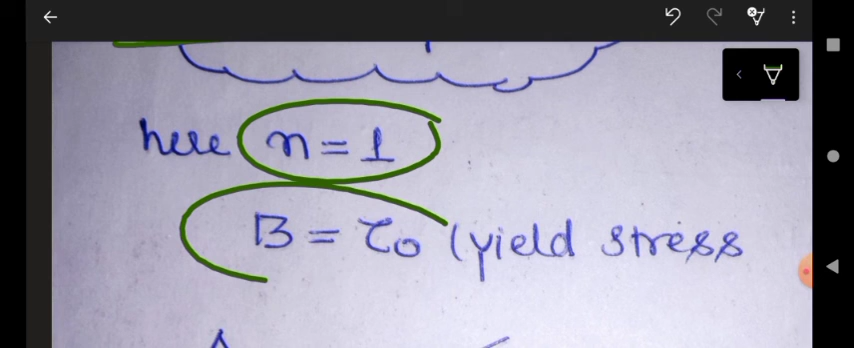 here n = 1
B = τ₀ (yield stress